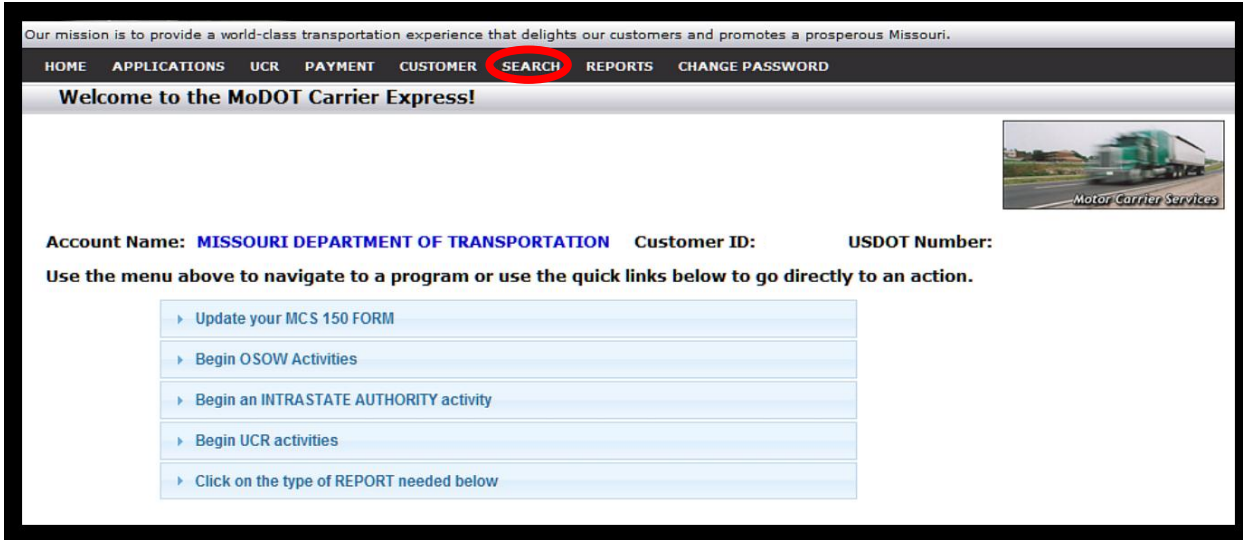 Our mission is to provide a world-class transportation experience that delights our customers and promotes a prosperous Missouri.
HOME APPLICATIONS UCR PAYMENT CUSTOMER SEARCH REPORTS CHANGE PASSWORD
Welcome to the MoDOT Carrier Express!
Motor Carrier Services
Account Name: MISSOURI DEPARTMENT OF TRANSPORTATION Customer ID: USDOT Number:
Use the menu above to navigate to a program or use the quick links below to go directly to an action.
Update your MCS 150 FORM
Begin OSOW Activities
Begin an INTRASTATE AUTHORITY activity
Begin UCR activities
Click on the type of REPORT needed below